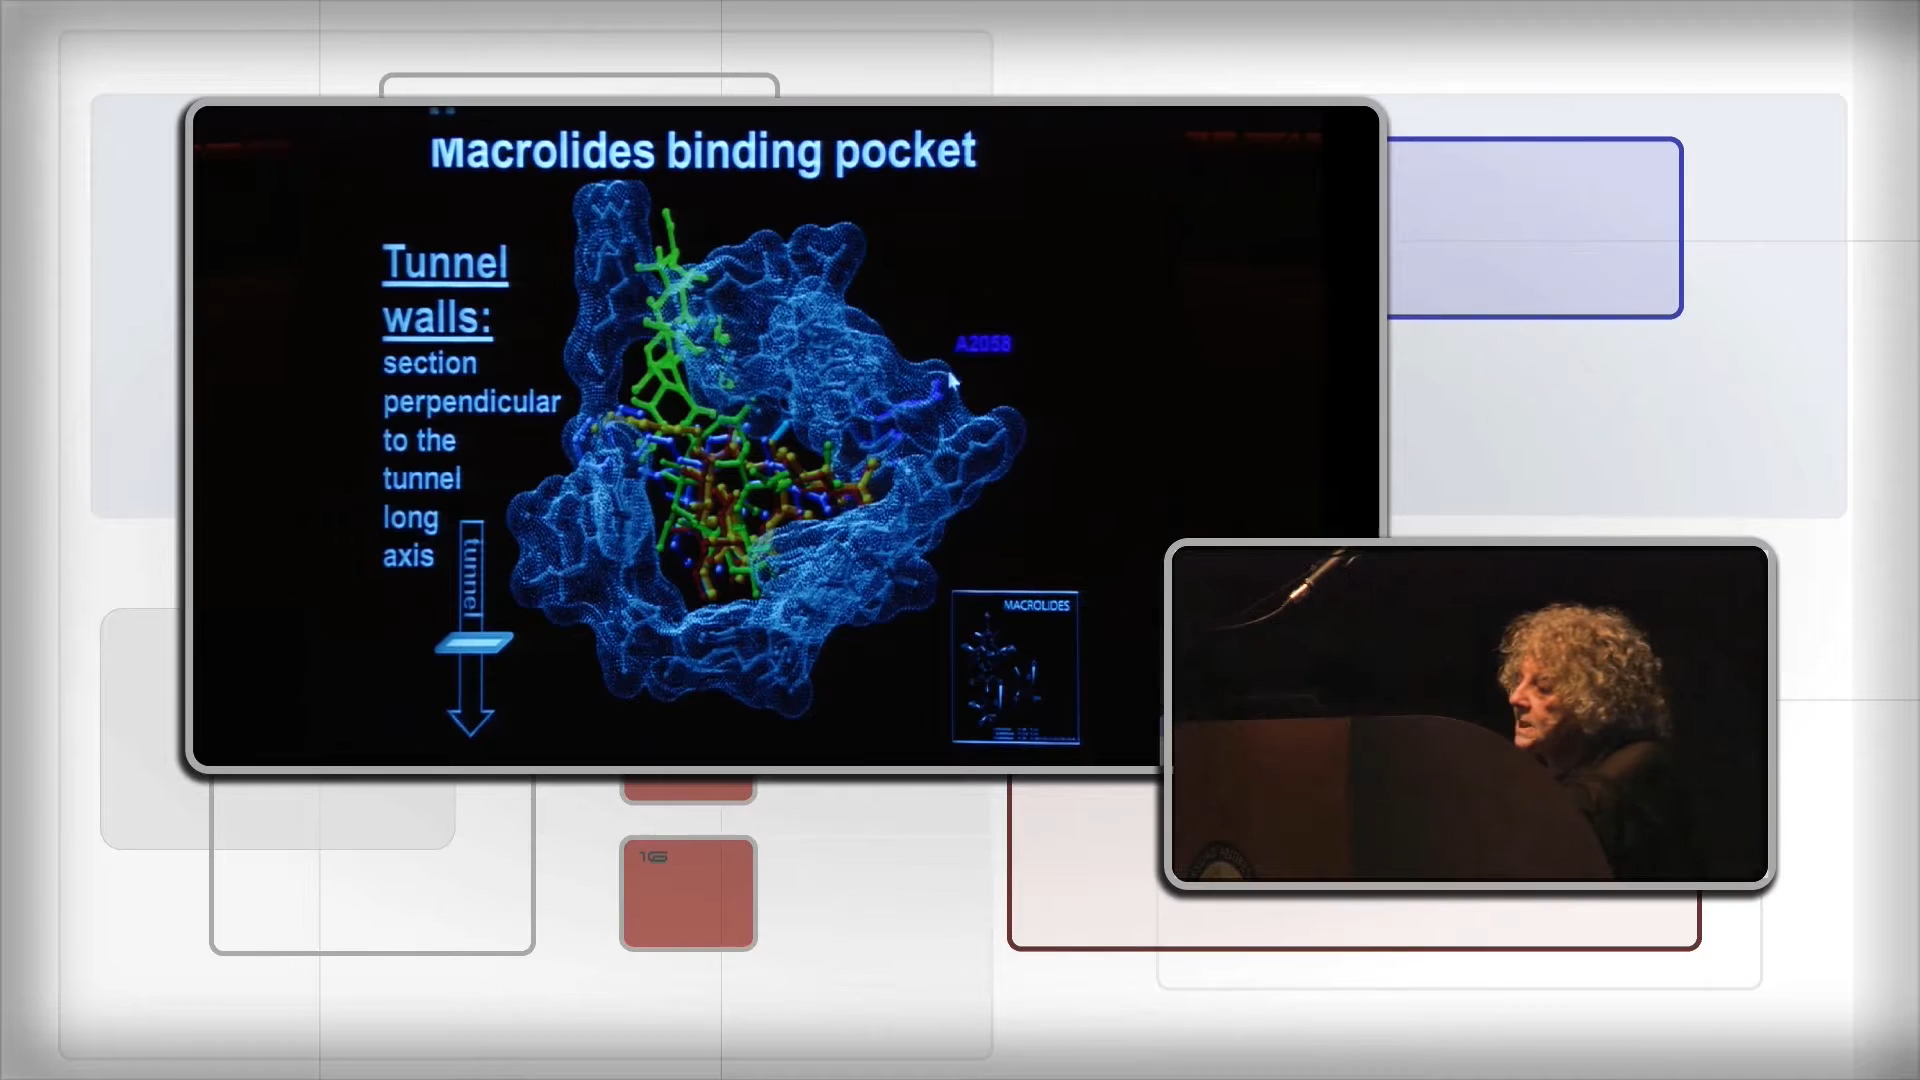 Macrolides binding pocket
Tunnel
walls:
section
perpendicular
to the
tunnel
long
axis
tunnel
A2058
MACROLIDES